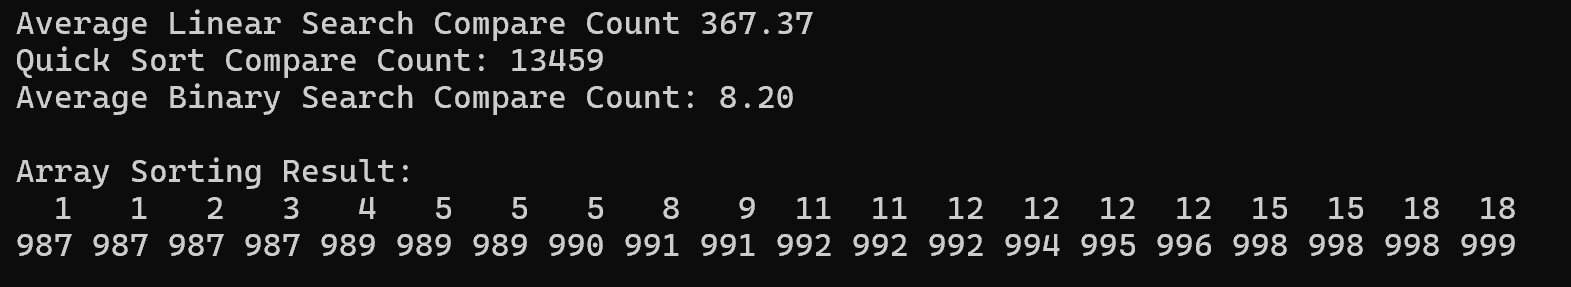 Average Linear Search Compare Count 367.37
Quick Sort Compare Count: 13459
Average Binary Search Compare Count: 8.20

Array Sorting Result:
  1   1   2   3   4   5   5   5   8   9  11  11  12  12  12  12  15  15  18  18
987 987 987 987 989 989 989 990 991 991 992 992 992 994 995 996 998 998 998 999